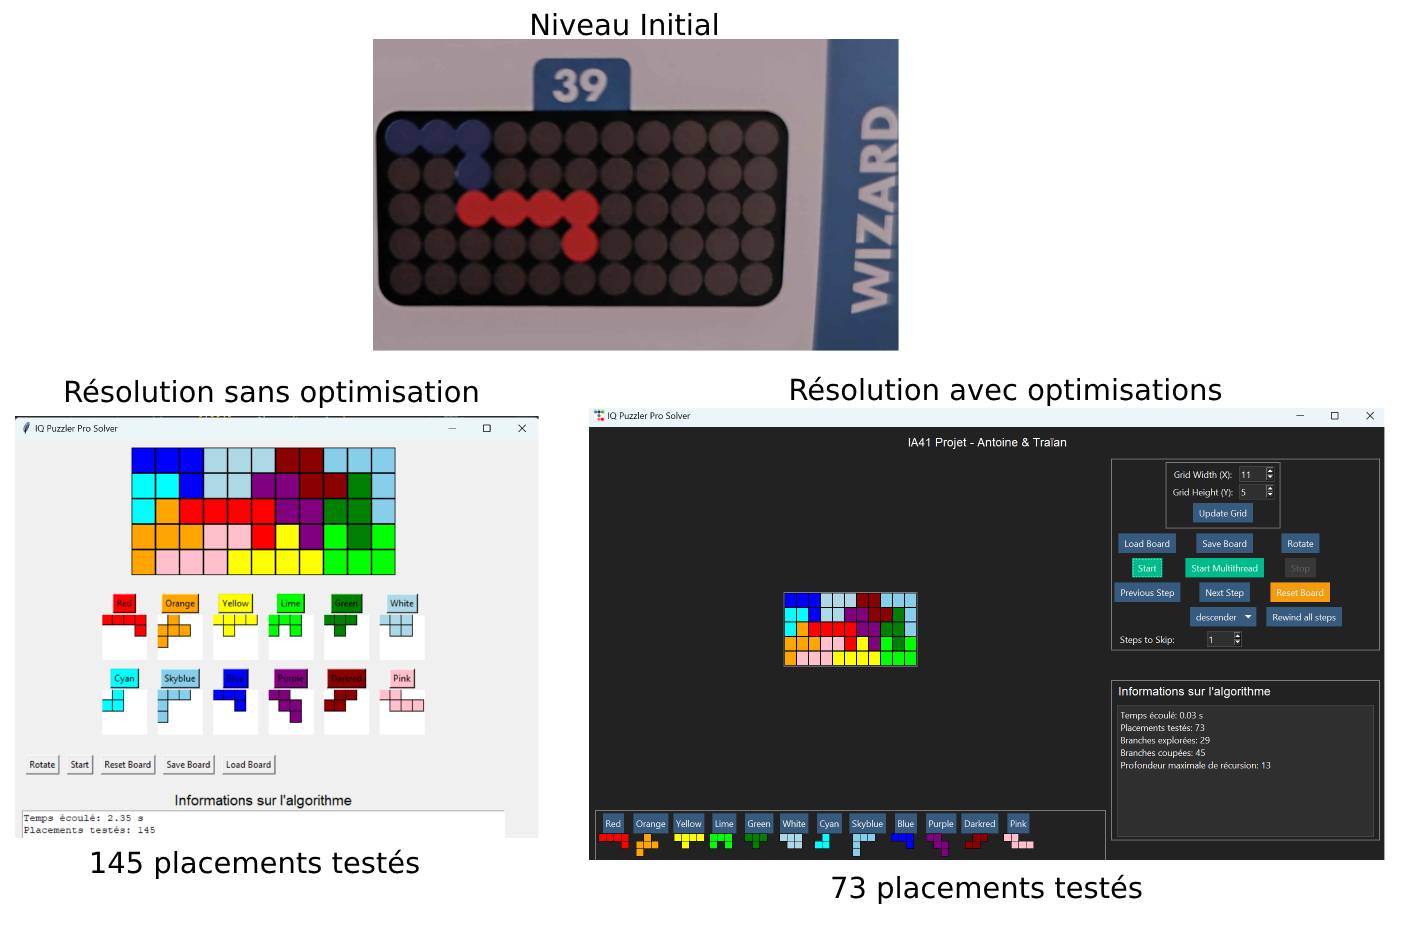 Niveau Initial
39
WIZARD
Résolution sans optimisation
IQ Puzzler Pro Solver
Red Orange Yellow Lime Green White
Cyan Skyblue Blue Purple Darkred Pink
Rotate Start Reset Board Save Board Load Board
Informations sur l'algorithme
Temps écoulé: 2.35 s
Placements testés: 145
145 placements testés
Résolution avec optimisations
IQ Puzzler Pro Solver
IA41 Projet - Antoine & Traïan
Grid Width (X): 11
Grid Height (Y): 5
Update Grid
Load Board Save Board Rotate
Start Start Multithread Stop
Previous Step Next Step Reset Board
descender Rewind all steps
Steps to Skip: 1
Informations sur l'algorithme
Temps écoulé: 0.03 s
Placements testés: 73
Branches explorées: 29
Branches coupées: 45
Profondeur maximale de récursion: 13
Red Orange Yellow Lime Green White Cyan Skyblue Blue Purple Darkred Pink
73 placements testés